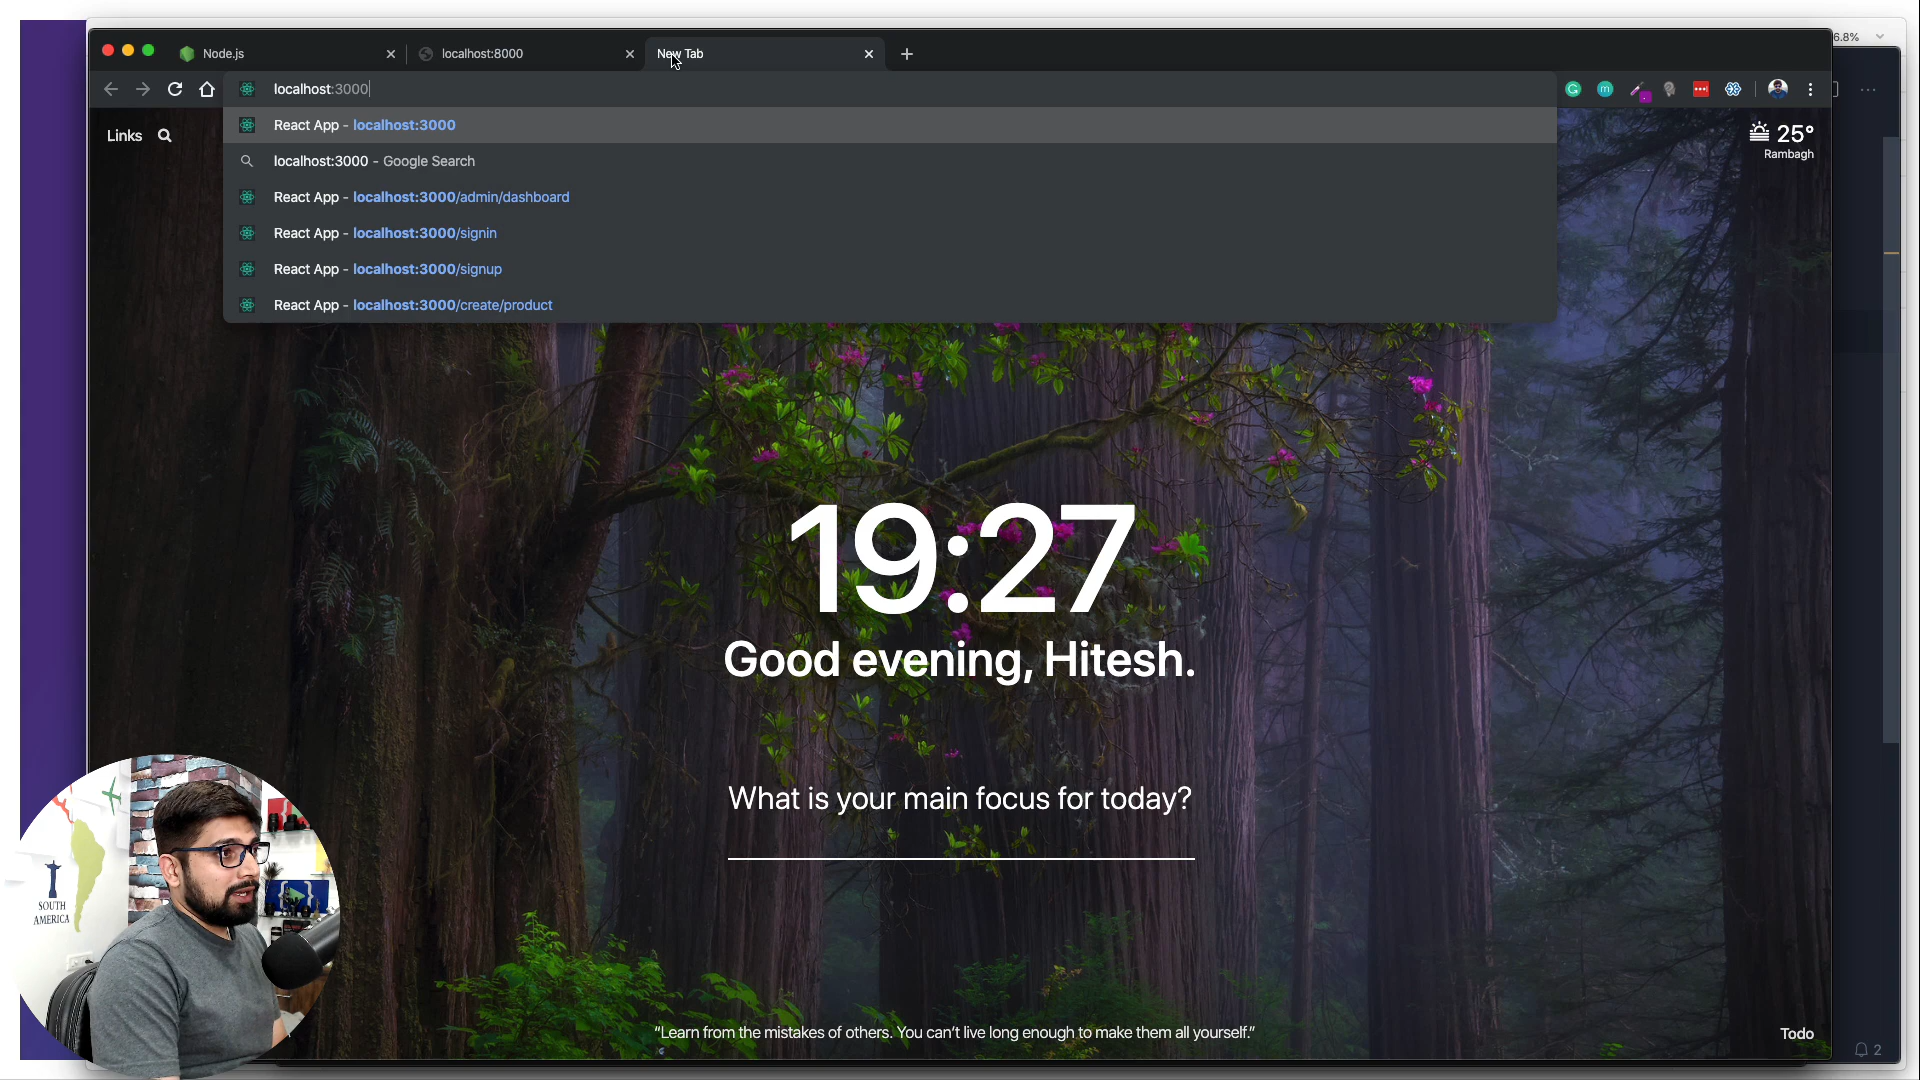 Node.js
localhost:8000
New Tab
6.8%
localhost:3000
Links
React App - localhost:3000
localhost:3000 - Google Search
React App - localhost:3000/admin/dashboard
React App - localhost:3000/signin
React App - localhost:3000/signup
React App - localhost:3000/create/product
25°
Rambagh
19:27
Good evening, Hitesh.
What is your main focus for today?
SOUTH
AMERICA
“Learn from the mistakes of others. You can’t live long enough to make them all yourself.”
Todo
2